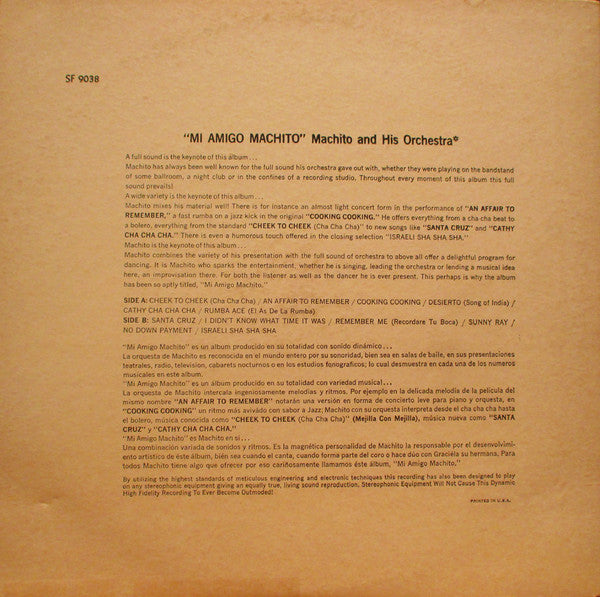 SF 9038
"MI AMIGO MACHITO" Machito and His Orchestra*
A full sound is the keynote of this album...
Machito has always been well known for the full sound his orchestra gave out with, whether they were playing on the bandstand
of some ballroom, a night club or in the confines of a recording studio. Throughout every moment of this album this full
sound prevails!
A wide variety is the keynote of this album...
Machito mixes his material well! There is for instance an almost light concert form in the performance of "AN AFFAIR TO
REMEMBER," a fast rumba on a jazz kick in the original "COOKING COOKING." He offers everything from a cha cha beat to
a bolero, everything from the standard "CHEEK TO CHEEK (Cha Cha Cha)" to new songs like "SANTA CRUZ" and "CATHY
CHA CHA CHA." There is even a humorous touch offered in the closing selection "ISRAELI SHA SHA SHA."
Machito is the keynote of this album...
Machito combines the variety of his presentation with the full sound of orchestra to above all offer a delightful program for
dancing. It is Machito who sparks the entertainment, whether he is singing, leading the orchestra or lending a musical idea
here, an improvisation there. For both the listener as well as the dancer he is ever present. This perhaps is why the album
has been so aptly titled, "Mi Amigo Machito."
SIDE A: CHEEK TO CHEEK (Cha Cha Cha) / AN AFFAIR TO REMEMBER / COOKING COOKING / DESIERTO (Song of India) /
CATHY CHA CHA CHA / RUMBA ACE (El As De La Rumba)
SIDE B: SANTA CRUZ / I DIDN'T KNOW WHAT TIME IT WAS / REMEMBER ME (Recordare Tu Boca) / SUNNY RAY /
NO DOWN PAYMENT / ISRAELI SHA SHA SHA
"Mi Amigo Machito" es un álbum producido en su totalidad con sonido dinámico...
La orquesta de Machito es reconocida en el mundo entero por su sonoridad, bien sea en salas de baile, en sus presentaciones
teatrales, radio, television, cabarets nocturnos o en los estudios fonograficos; lo cual desmuestra en cada una de los numeros
musicales en este album.
"Mi Amigo Machito" es un álbum producido en su totalidad con variedad musical...
La orquesta de Machito intercala ingeniosamente melodias y ritmos. Por ejemplo en la delicada melodia de la pelicula del
mismo nombre "AN AFFAIR TO REMEMBER" notarán una versión en forma de concierto leve para piano y orquesta, en
"COOKING COOKING" un ritmo más avivádo con sabor a Jazz; Machito con su orquesta interpreta desde el cha cha cha hasta
el bolero, música conocida como "CHEEK TO CHEEK (Cha Cha Cha)" (Mejilla Con Mejilla), música nueva como "SANTA
CRUZ" y "CATHY CHA CHA CHA."
"Mi Amigo Machito" es Machito en sí...
Una combinación variada de sonidos y ritmos. Es la magnética personalidad de Machito la responsable por el desenvolvimi-
ento artistico de éste álbum, bién sea cuando el canta, cuando forma parte del coro o hace dúo con Graciéla su hermana, Para
todos Machito tiene algo que ofrecer por eso cariñosamente llamamos éste álbum, "Mi Amigo Machito,"
By utilizing the highest standards of meticulous engineering and electronic techniques this recording has also been designed to play
on any stereophonic equipment giving an equally true, living sound reproduction. Stereophonic Equipment Will Not Cause This Dynamic
High Fidelity Recording To Ever Become Outmoded!
PRINTED IN U.S.A.